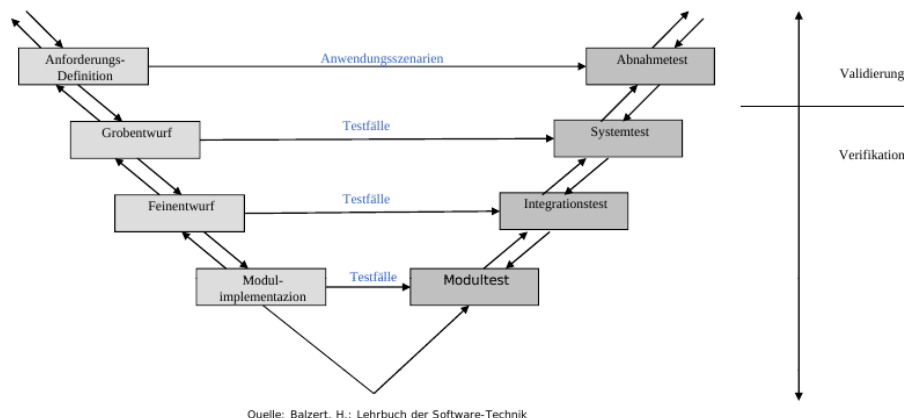 Anforderungs-
Definition
Anwendungsszenarien
Abnahmetest
Validierung
Grobentwurf
Testfälle
Systemtest
Verifikation
Feinentwurf
Testfälle
Integrationstest
Modul-
implementazion
Testfälle
Modultest
Quelle: Balzert, H.: Lehrbuch der Software-Technik